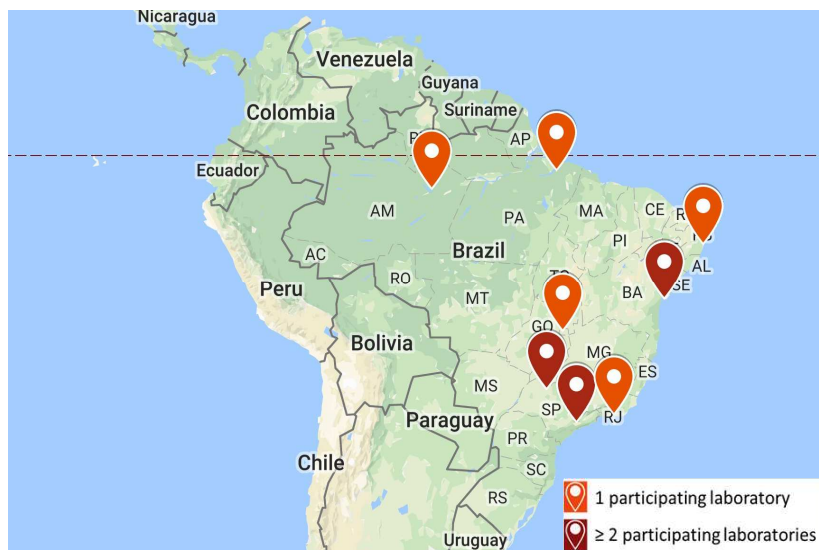 Nicaragua
Venezuela
Guyana
Suriname
Colombia
AP
Ecuador
AM
PA
MA
CE
PI
Brazil
AC
RO
AL
Peru
MT
BA
SE
GO
Bolivia
MG
ES
MS
SP
RJ
Paraguay
PR
Chile
SC
RS
Uruguay
1 participating laboratory
≥ 2 participating laboratories